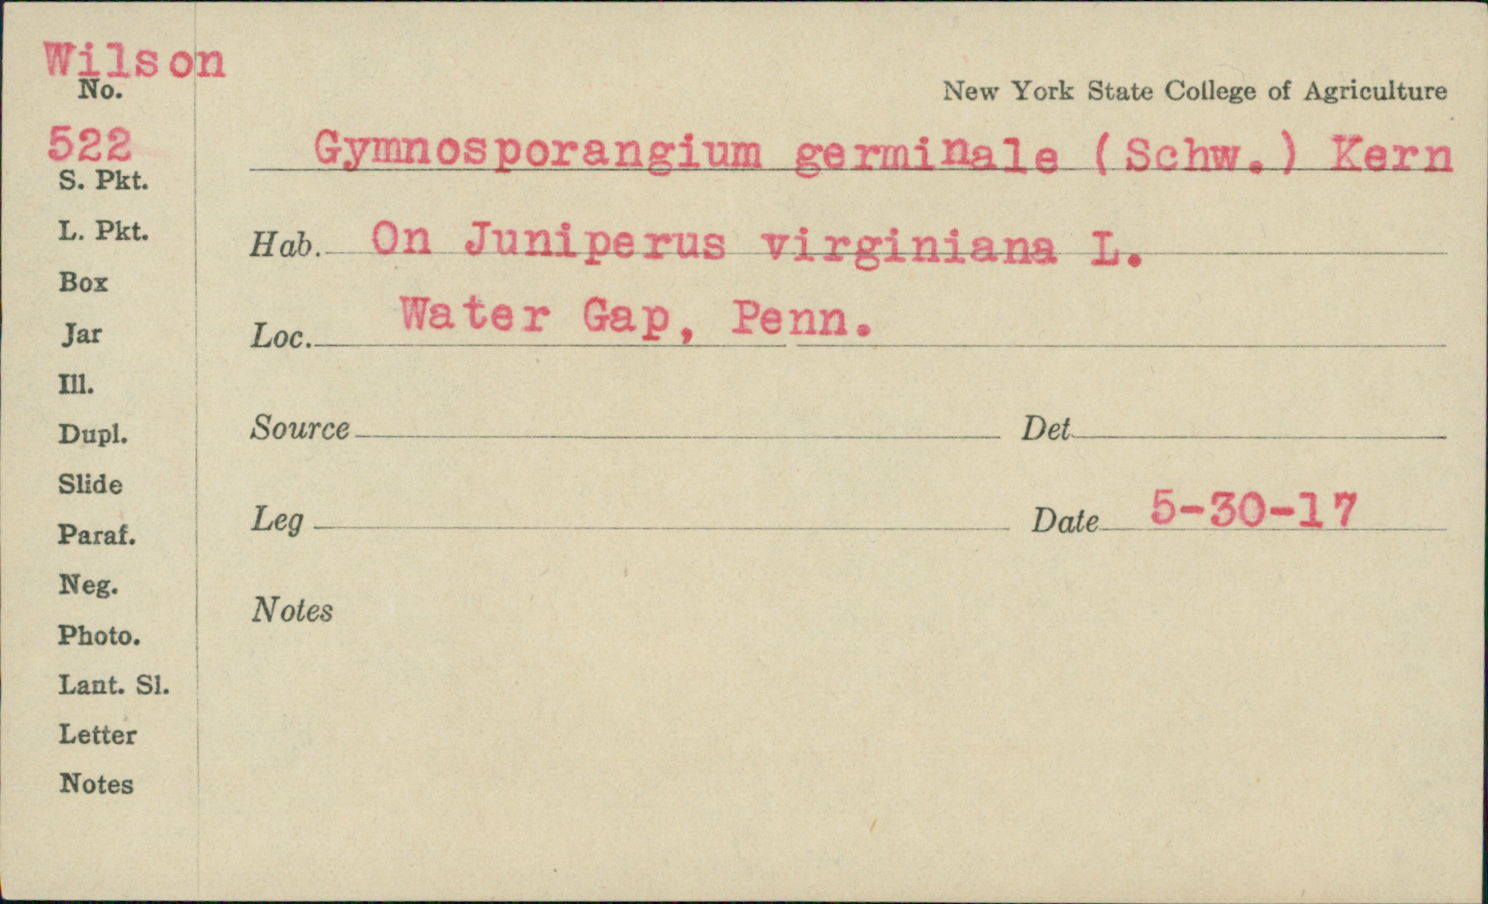 Wilson
No.
New York State College of Agriculture
522
Gymnosporangium germinale (Schw.) Kern
S. Pkt.
L. Pkt.
Hab. On Juniperus virginiana L.
Box
Loc. Water Gap, Penn.
Jar
Ill.
Dupl.
Source Det.
Slide
Leg Date 5-30-17
Paraf.
Neg.
Notes
Photo.
Lant. Sl.
Letter
Notes